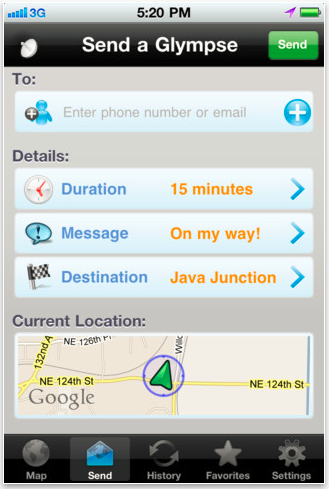 3G 5:20 PM
Send a Glympse Send
To:
Enter phone number or email
Details:
Duration 15 minutes
Message On my way!
Destination Java Junction
Current Location:
132nd A
NE 126th Pl
NE 124th St NE 124th St
Google
Map Send History Favorites Settings